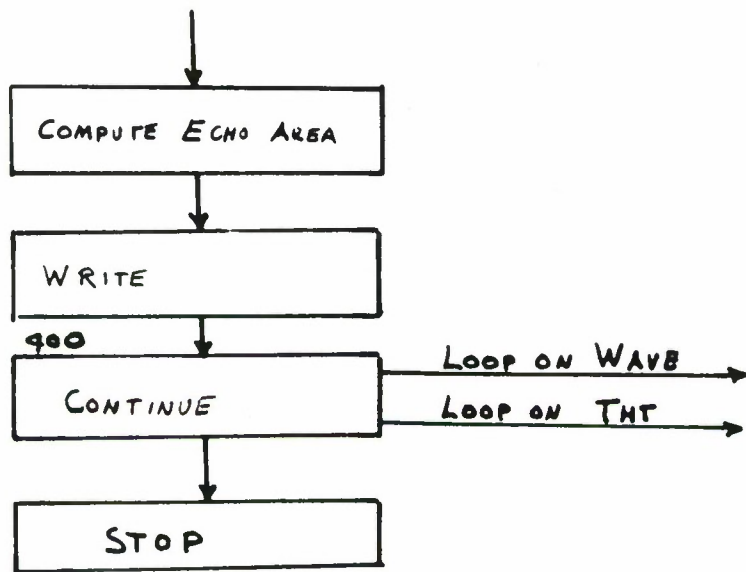 COMPUTE ECHO AREA
WRITE
400
CONTINUE
LOOP ON WAVE
LOOP ON THT
STOP